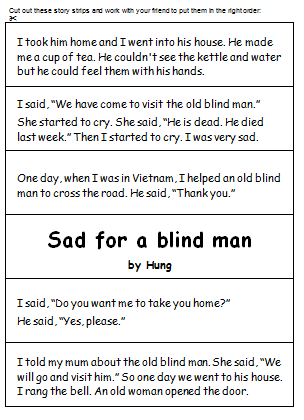 Cut out these story strips and work with your friend to put them in the right order:
I took him home and I went into his house. He made
me a cup of tea. He couldn't see the kettle and water
but he could feel them with his hands.
I said, “We have come to visit the old blind man.”
She started to cry. She said, “He is dead. He died
last week.” Then I started to cry. I was very sad.
One day, when I was in Vietnam, I helped an old blind
man to cross the road. He said, “Thank you.”
Sad for a blind man
by Hung
I said, “Do you want me to take you home?”
He said, “Yes, please.”
I told my mum about the old blind man. She said, “We
will go and visit him.” So one day we went to his house.
I rang the bell. An old woman opened the door.